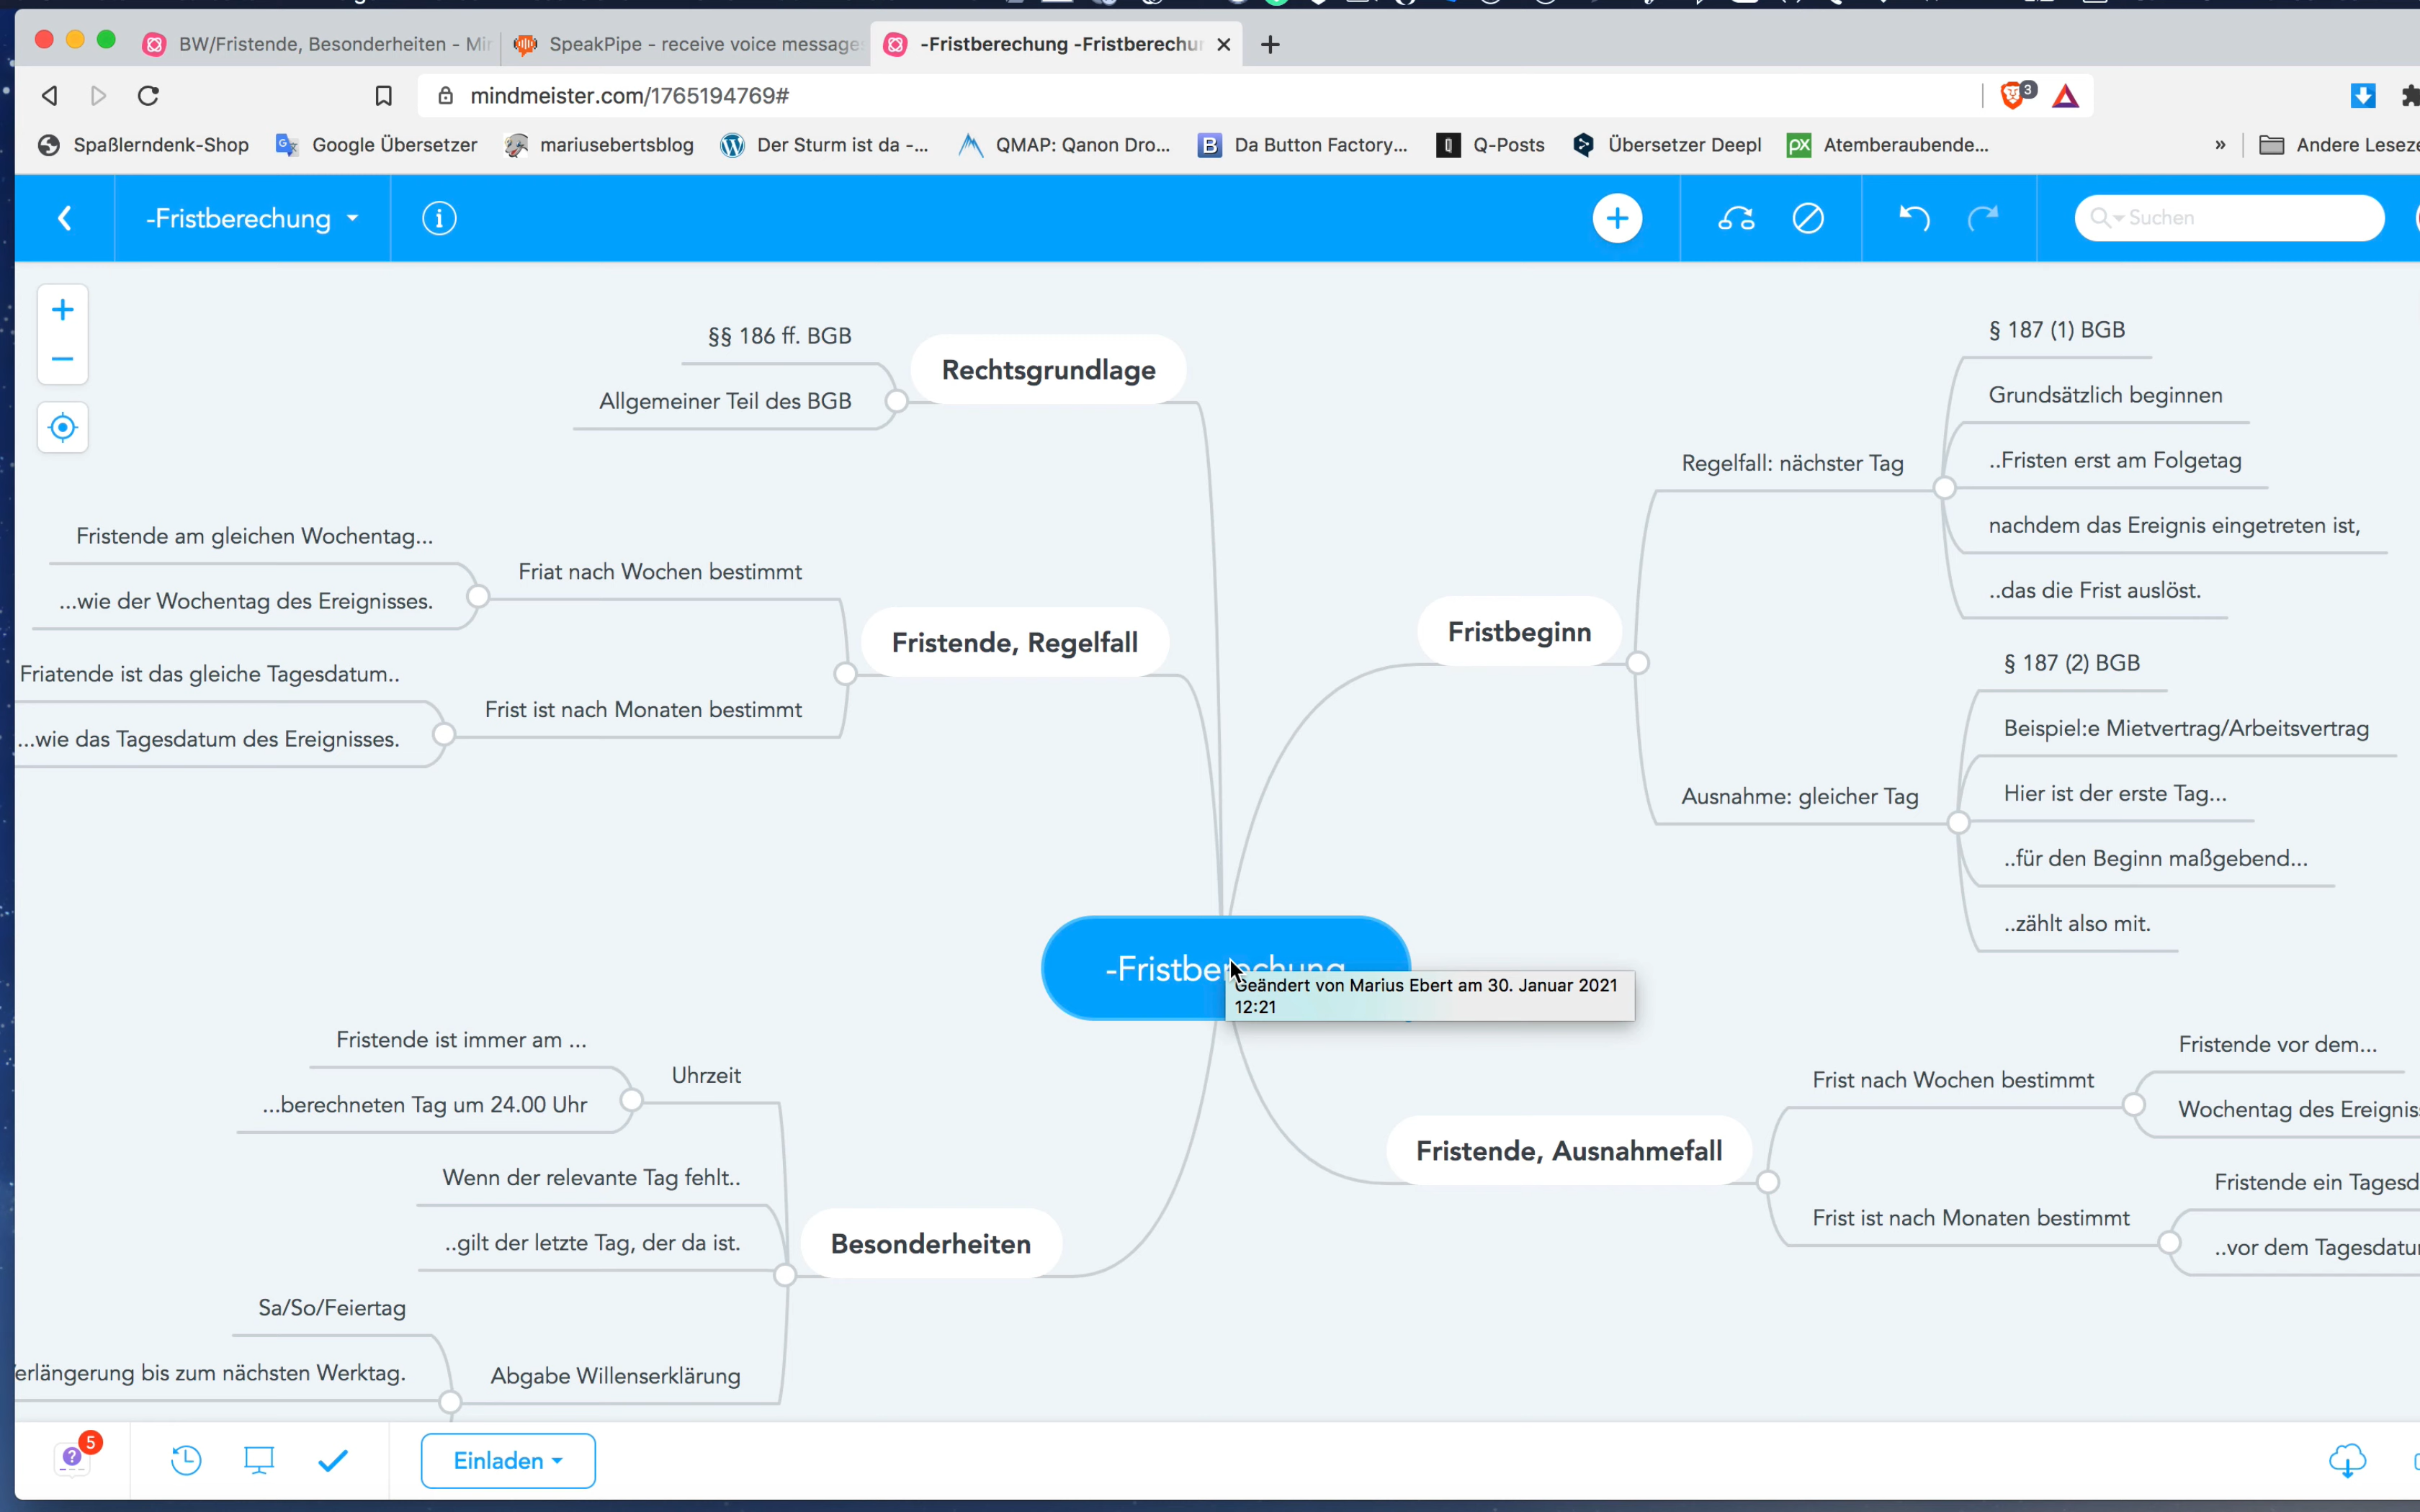 BW/Fristende, Besonderheiten - Mi
SpeakPipe - receive voice message
-Fristberechung -Fristberechu
mindmeister.com/1765194769#
3
Spaßlerndenk-Shop
Google Übersetzer
mariusebertsblog
Der Sturm ist da -...
QMAP: Qanon Dro...
Da Button Factory...
Q-Posts
Übersetzer Deepl
Atemberaubende...
»
Andere Leseze
-Fristberechung
Suchen
§§ 186 ff. BGB
Allgemeiner Teil des BGB
Rechtsgrundlage
Fristende am gleichen Wochentag...
...wie der Wochentag des Ereignisses.
Friat nach Wochen bestimmt
Friatende ist das gleiche Tagesdatum..
...wie das Tagesdatum des Ereignisses.
Frist ist nach Monaten bestimmt
Fristende, Regelfall
Fristbeginn
Regelfall: nächster Tag
§ 187 (1) BGB
Grundsätzlich beginnen
..Fristen erst am Folgetag
nachdem das Ereignis eingetreten ist,
..das die Frist auslöst.
Ausnahme: gleicher Tag
§ 187 (2) BGB
Beispiel:e Mietvertrag/Arbeitsvertrag
Hier ist der erste Tag...
..für den Beginn maßgebend...
..zählt also mit.
-Fristberechung
Geändert von Marius Ebert am 30. Januar 2021
12:21
Fristende ist immer am ...
...berechneten Tag um 24.00 Uhr
Uhrzeit
Wenn der relevante Tag fehlt..
..gilt der letzte Tag, der da ist.
Besonderheiten
Sa/So/Feiertag
erlängerung bis zum nächsten Werktag.
Abgabe Willenserklärung
Fristende, Ausnahmefall
Frist nach Wochen bestimmt
Fristende vor dem...
Wochentag des Ereignis
Frist ist nach Monaten bestimmt
Fristende ein Tagesd
..vor dem Tagesdatu
5
Einladen